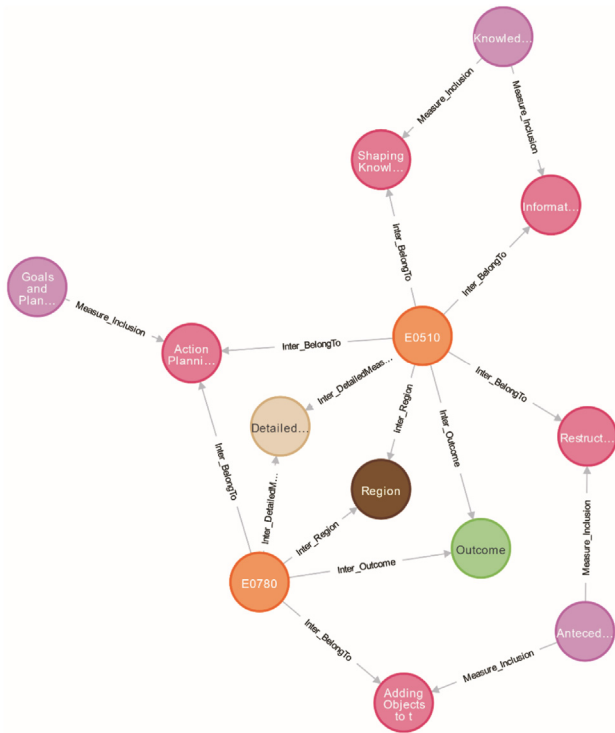 Knowled...
Measure_Inclusion
Measure_Inclusion
Shaping
Knowl...
Informat...
Inter_BelongTo
Inter_BelongTo
Goals
and
Plan...
Measure_Inclusion
Action
Planni...
Inter_BelongTo
E0510
Inter_BelongTo
Inter_DetailedMeas...
Inter_Region
Inter_Outcome
Detailed...
Restruct...
Inter_BelongTo
Inter_DetailedM...
Region
Inter_Region
Outcome
Inter_Outcome
E0780
Measure_Inclusion
Inter_BelongTo
Anteced...
Measure_Inclusion
Adding
Objects
to t